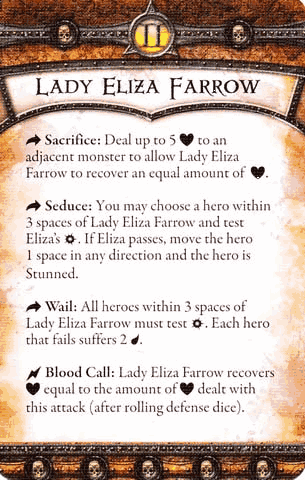 II
LADY ELIZA FARROW
Sacrifice: Deal up to 5 ♥ to an
adjacent monster to allow Lady Eliza
Farrow to recover an equal amount of ♥.
Seduce: You may choose a hero within
3 spaces of Lady Eliza Farrow and test
Eliza's. If Eliza passes, move the hero
1 space in any direction and the hero is
Stunned.
Wail: All heroes within 3 spaces of
Lady Eliza Farrow must test. Each hero
that fails suffers 2.
Blood Call: Lady Eliza Farrow recovers
♥ equal to the amount of ♥ dealt with
this attack (after rolling defense dice).